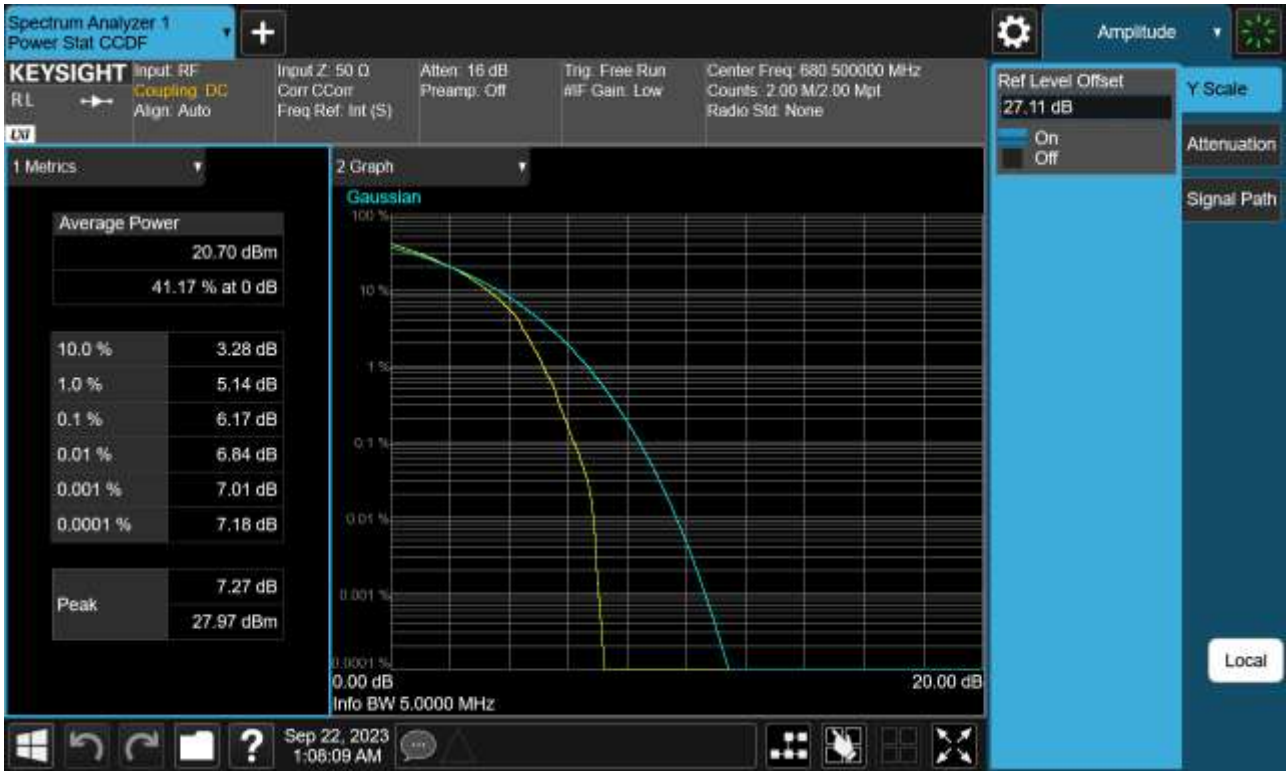 Spectrum Analyzer 1
Power Stat CCDF
+
Amplitude
KEYSIGHT
RL
LXI
Input: RF
Coupling: DC
Align: Auto
Input Z: 50 Ω
Corr CCorr
Freq Ref: Int (S)
Atten: 16 dB
Preamp: Off
Trig: Free Run
#IF Gain: Low
Center Freq: 680.500000 MHz
Counts: 2.00 M/2.00 Mpt
Radio Std: None
Ref Level Offset
27.11 dB
On
Off
Y Scale
Attenuation
Signal Path
Local
1 Metrics
Average Power
20.70 dBm
41.17 % at 0 dB
10.0 % 3.28 dB
1.0 % 5.14 dB
0.1 % 6.17 dB
0.01 % 6.84 dB
0.001 % 7.01 dB
0.0001 % 7.18 dB
Peak
7.27 dB
27.97 dBm
2 Graph
Gaussian
100 %
10 %
1 %
0.1 %
0.01 %
0.001 %
0.0001 %
0.00 dB
20.00 dB
Info BW 5.0000 MHz
?
Sep 22, 2023
1:08:09 AM